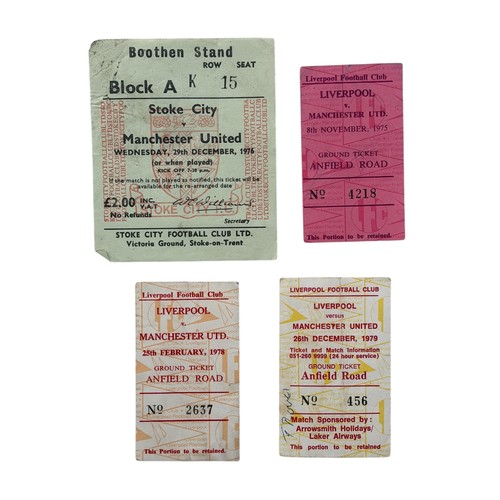 Boothen Stand
ROW SEAT
Block A K 15
Stoke City
v
Manchester United
WEDNESDAY, 29th DECEMBER, 1976
(or when played)
KICK OFF 7-30 p.m.
If the match is not played as notified, this ticket will be
available for the re-arranged date
£2.00 INC. V.A.T.
No Refunds
Secretary
STOKE CITY F.C.
STOKE CITY FOOTBALL CLUB LTD.
Victoria Ground, Stoke-on-Trent
Liverpool Football Club
LIVERPOOL
v.
MANCHESTER UTD.
8th NOVEMBER, 1975
GROUND TICKET
ANFIELD ROAD
No 4218
This Portion to be retained.
Liverpool Football Club
LIVERPOOL
v.
MANCHESTER UTD.
25th FEBRUARY, 1978
GROUND TICKET
ANFIELD ROAD
No 2637
This Portion to be retained
LIVERPOOL FOOTBALL CLUB
LIVERPOOL
versus
MANCHESTER UNITED
26th DECEMBER, 1979
Ticket and Match Information
051-260 9999 (24 hour service)
GROUND TICKET
Anfield Road
No 456
Match Sponsored by :
Arrowsmith Holidays/
Laker Airways
This Portion to be retained